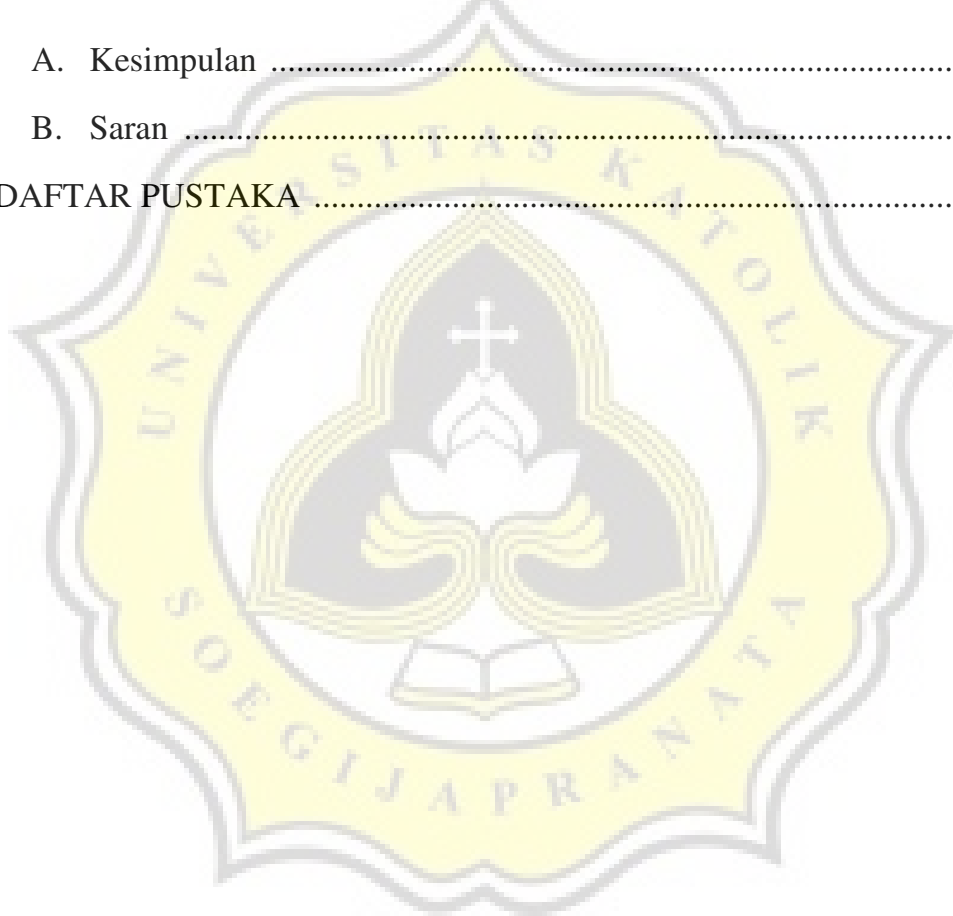 A. Kesimpulan ........................................................................
B. Saran .................................................................................
DAFTAR PUSTAKA ...................................................................
UNIVERSITAS KATOLIK
SOEGIJAPRANATA